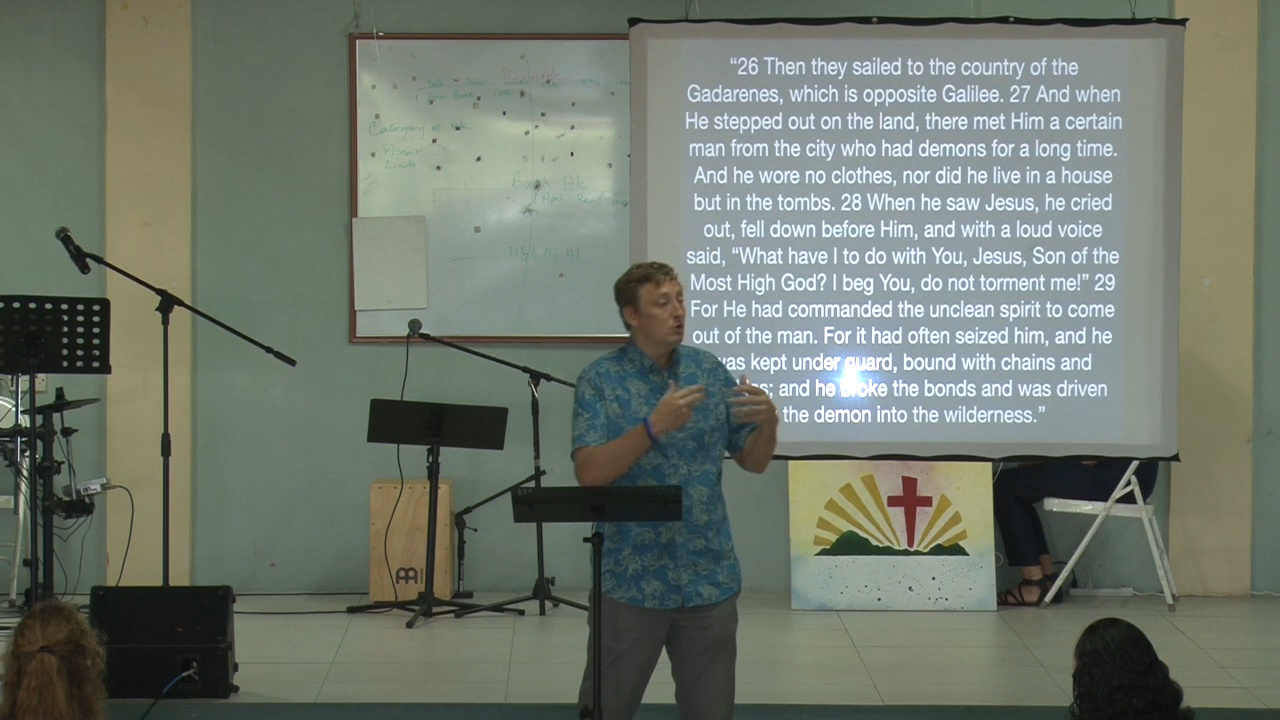 “26 Then they sailed to the country of the
Gadarenes, which is opposite Galilee. 27 And when
He stepped out on the land, there met Him a certain
man from the city who had demons for a long time.
And he wore no clothes, nor did he live in a house
but in the tombs. 28 When he saw Jesus, he cried
out, fell down before Him, and with a loud voice
said, “What have I to do with You, Jesus, Son of the
Most High God? I beg You, do not torment me!” 29
For He had commanded the unclean spirit to come
out of the man. For it had often seized him, and he
was kept under guard, bound with chains and
; and he broke the bonds and was driven
the demon into the wilderness.”
Category of
Book